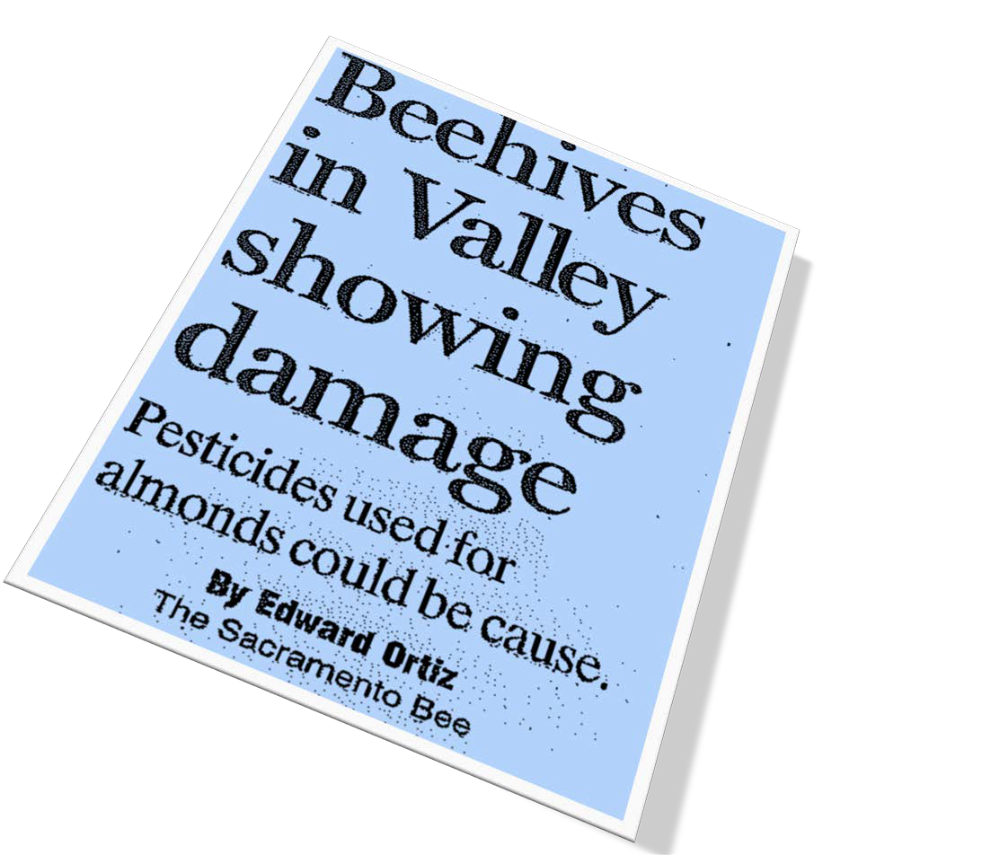 Beehives
in Valley
showing
damage
Pesticides used for
almonds could be cause.
By Edward Ortiz
The Sacramento Bee